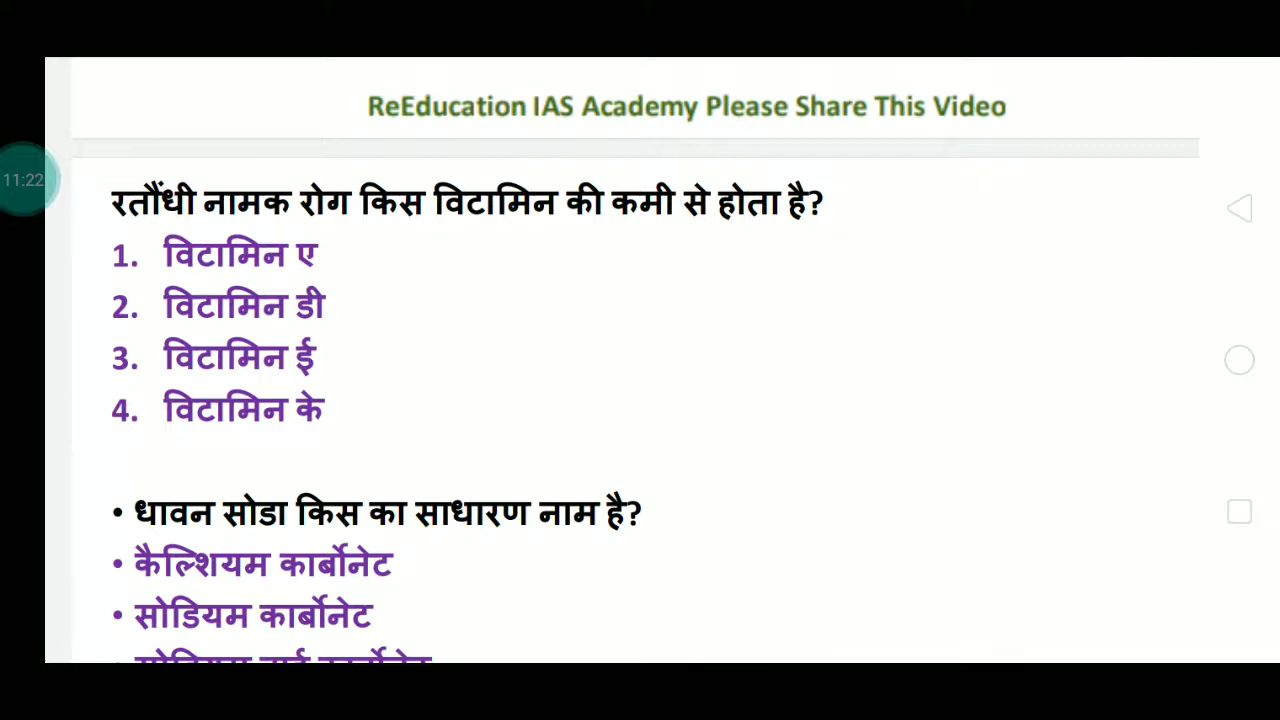 ReEducation IAS Academy Please Share This Video
11:22
रतौंधी नामक रोग किस विटामिन की कमी से होता है?
1. विटामिन ए
2. विटामिन डी
3. विटामिन ई
4. विटामिन के
• धावन सोडा किस का साधारण नाम है?
• कैल्शियम कार्बोनेट
• सोडियम कार्बोनेट